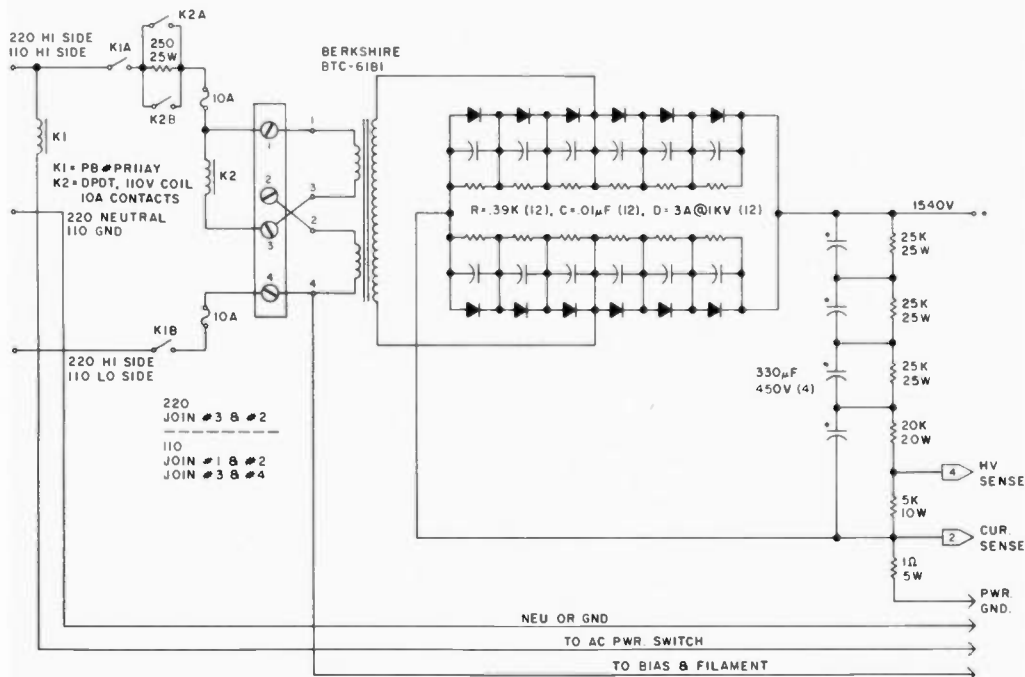 K2A
220 HI SIDE
110 HI SIDE
K1A
250
25W
K2B
10A
BERKSHIRE
BTC-6181
K1
K1 = PB # PR11AY
K2 = DPDT, 110V COIL
10A CONTACTS
K2
220 NEUTRAL
110 GND
1
2
3
4
1
3
2
4
R=.39K (12), C=.01μF (12), D= 3A@1KV (12)
1540V
25K
25W
25K
25W
25K
25W
330μF
450V (4)
20K
20W
4
HV
SENSE
5K
10W
2
CUR.
SENSE
1Ω
5W
PWR.
GND.
10A
K1B
220 HI SIDE
110 LO SIDE
220
JOIN #3 & #2
110
JOIN #1 & #2
JOIN #3 & #4
NEU OR GND
TO AC PWR. SWITCH
TO BIAS & FILAMENT